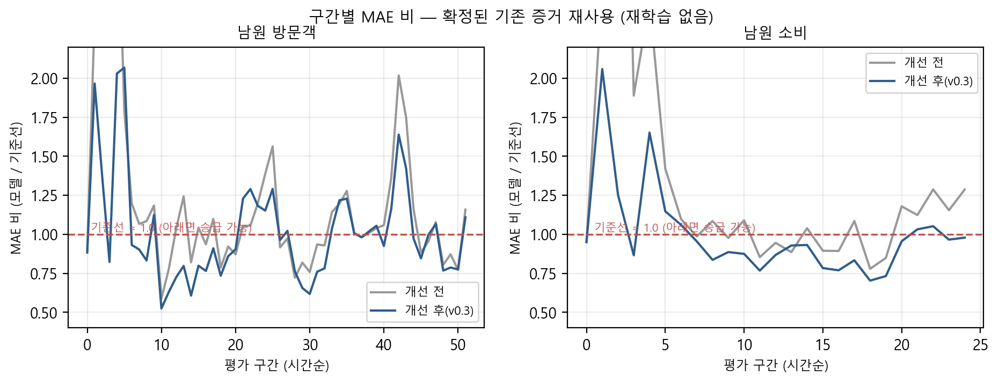 구간별 MAE 비 — 확정된 기존 증거 재사용 (재학습 없음)
남원 방문객
MAE 비 (모델 / 기준선)
2.00
1.75
1.50
1.25
1.00
0.75
0.50
기준선 = 1.0 (아래면 승급 가능)
개선 전
개선 후(v0.3)
0 10 20 30 40 50
평가 구간 (시간순)
남원 소비
MAE 비 (모델 / 기준선)
2.00
1.75
1.50
1.25
1.00
0.75
0.50
개선 전
개선 후(v0.3)
기준선 = 1.0 (아래면 승급 가능)
0 5 10 15 20 25
평가 구간 (시간순)